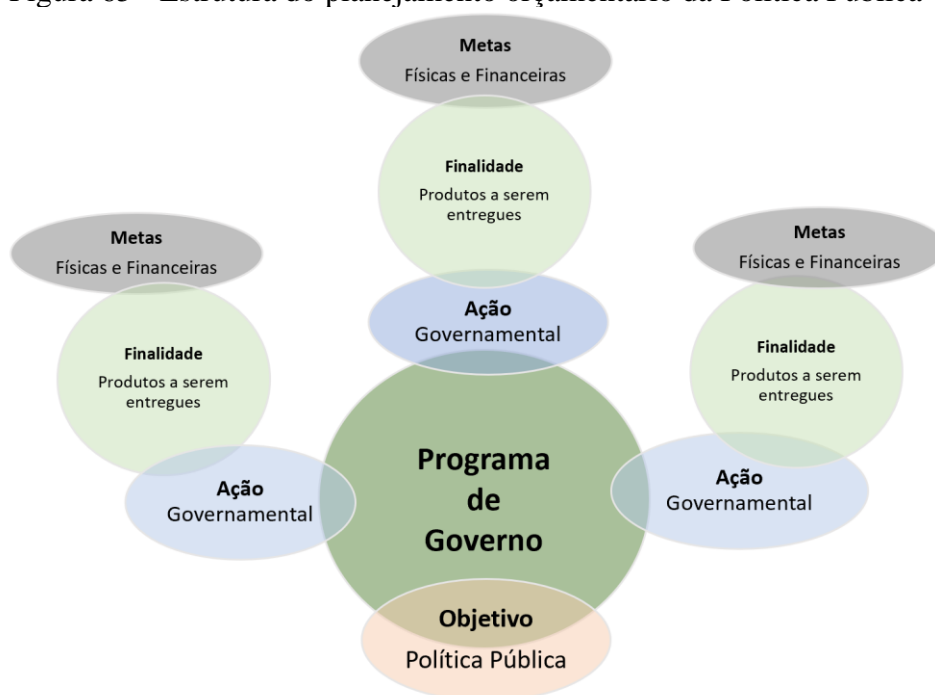 Metas
Físicas e Financeiras
Finalidade
Produtos a serem
entregues
Ação
Governamental
Metas
Físicas e Financeiras
Finalidade
Produtos a serem
entregues
Ação
Governamental
Metas
Físicas e Financeiras
Finalidade
Produtos a serem
entregues
Ação
Governamental
Programa
de
Governo
Objetivo
Política Pública